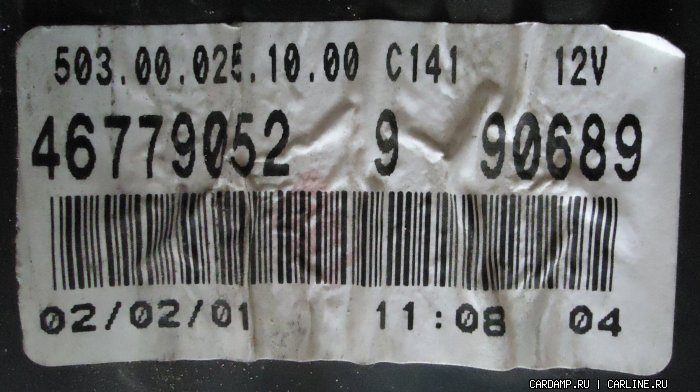 503.00.025.10.00 C141 12V
46779052 9 90689
02/02/01 11:08 04
CARDAMP.RU | CARLINE.RU